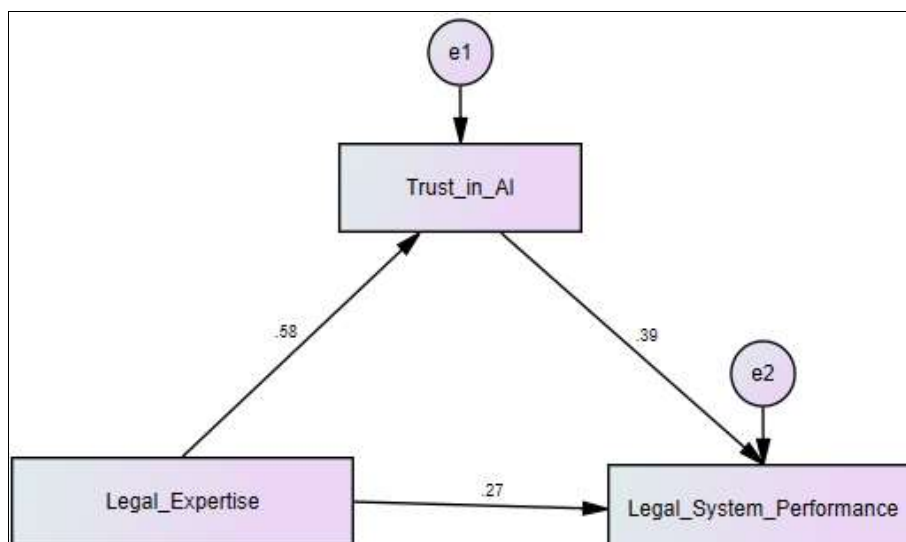 e1
Trust_in_AI
.58
.39
e2
Legal_Expertise
.27
Legal_System_Performance